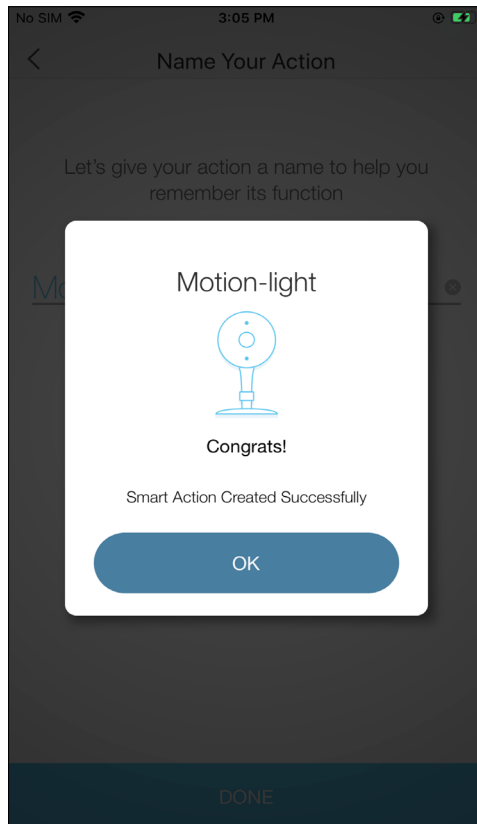 No SIM 3:05 PM
Name Your Action
Let's give your action a name to help you
remember its function
Mo
Motion-light
Congrats!
Smart Action Created Successfully
OK
DONE